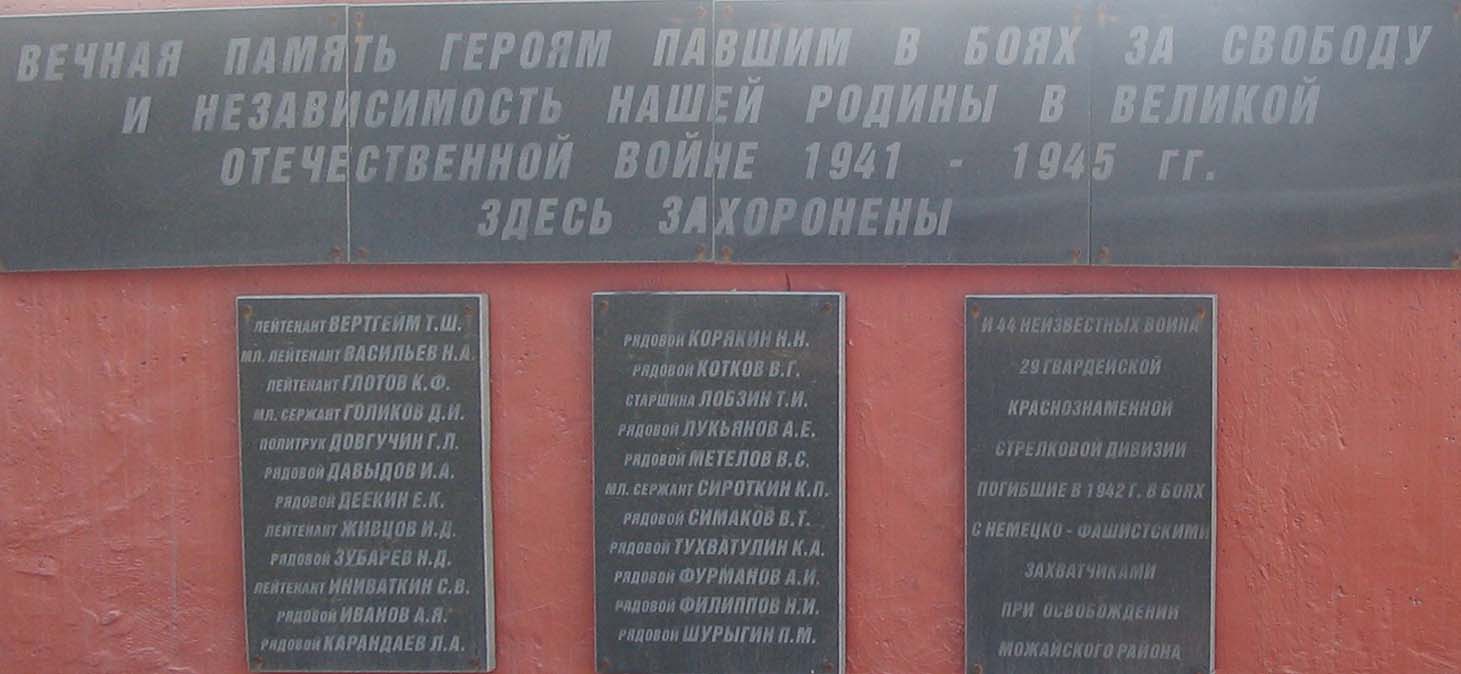 ВЕЧНАЯ ПАМЯТЬ ГЕРОЯМ ПАВШИМ В БОЯХ ЗА СВОБОДУ
И НЕЗАВИСИМОСТЬ НАШЕЙ РОДИНЫ В ВЕЛИКОЙ
ОТЕЧЕСТВЕННОЙ ВОЙНЕ 1941 - 1945 гг.
ЗДЕСЬ ЗАХОРОНЕНЫ
ЛЕЙТЕНАНТ ВЕРТГЕЙМ Т.Ш.
МЛ. ЛЕЙТЕНАНТ ВАСИЛЬЕВ Н.А.
ЛЕЙТЕНАНТ ГЛОТОВ К.Ф.
МЛ. СЕРЖАНТ ГОЛИКОВ Д.И.
ПОЛИТРУК ДОВГУЧИН Г.Л.
РЯДОВОЙ ДАВЫДОВ И.А.
РЯДОВОЙ ДЕЕКИН Е.К.
ЛЕЙТЕНАНТ ЖИВЦОВ И.Д.
РЯДОВОЙ ЗУБАРЕВ Н.Д.
ЛЕЙТЕНАНТ ИНИВАТКИН С.В.
РЯДОВОЙ ИВАНОВ А.Я.
РЯДОВОЙ КАРАНДАЕВ Л.А.
РЯДОВОЙ КОРЯКИН Н.Н.
РЯДОВОЙ КОТКОВ В.Г.
СТАРШИНА ЛОБЗИН Т.И.
РЯДОВОЙ ЛУКЬЯНОВ А.Е.
РЯДОВОЙ МЕТЕЛОВ В.С.
МЛ. СЕРЖАНТ СИРОТКИН К.П.
РЯДОВОЙ СИМАКОВ В.Т.
РЯДОВОЙ ТУХВАТУЛИН К.А.
РЯДОВОЙ ФУРМАНОВ А.И.
РЯДОВОЙ ФИЛИППОВ Н.И.
РЯДОВОЙ ШУРЫГИН П.М.
И 44 НЕИЗВЕСТНЫХ ВОИНА
29 ГВАРДЕЙСКОЙ
КРАСНОЗНАМЕННОЙ
СТРЕЛКОВОЙ ДИВИЗИИ
ПОГИБШИЕ В 1942 Г. В БОЯХ
С НЕМЕЦКО - ФАШИСТСКИМИ
ЗАХВАТЧИКАМИ
ПРИ ОСВОБОЖДЕНИИ
МОЖАЙСКОГО РАЙОНА